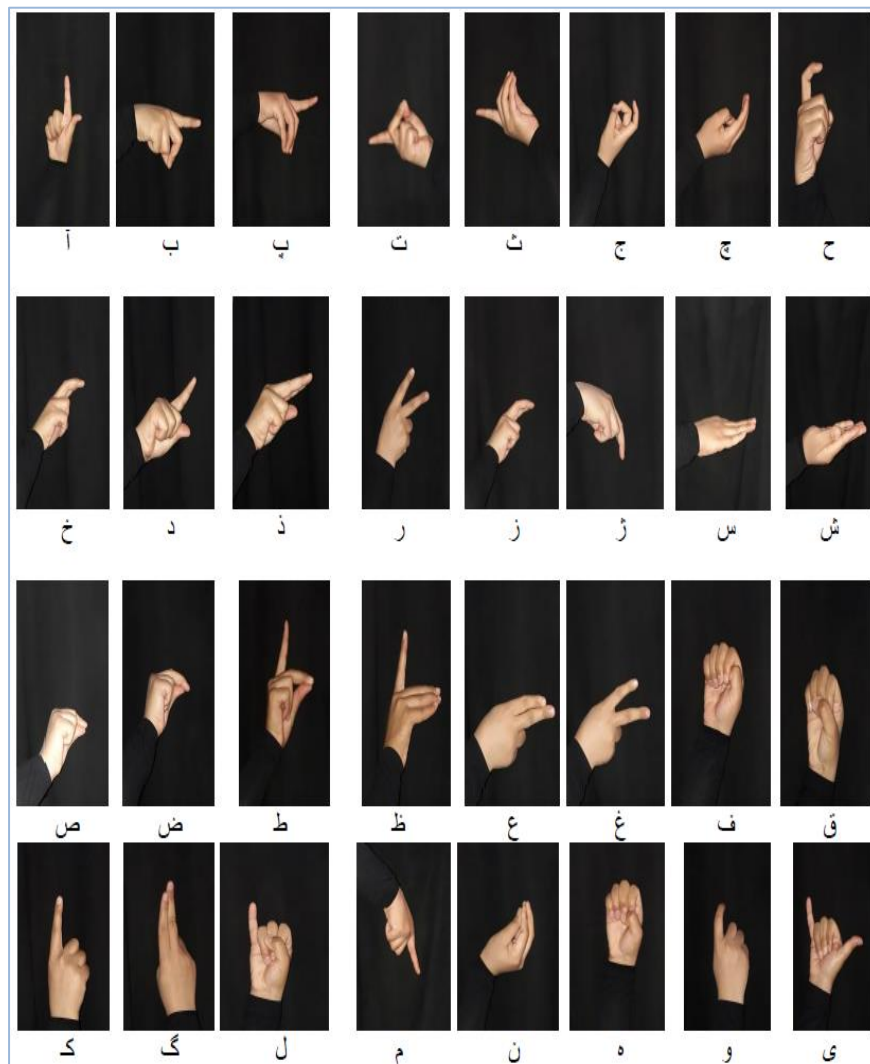 آ ب پ ت ث ج چ ح
خ د ذ ر ز ژ س ش
ص ض ط ظ ع غ ف ق
ک گ ل م ن ه و ی